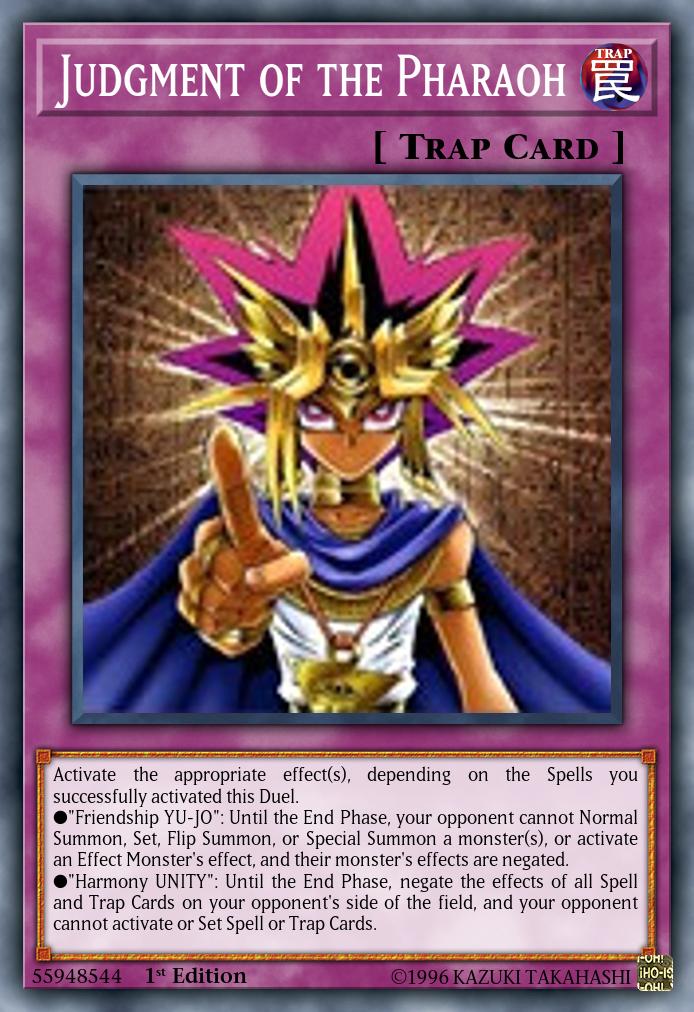 JUDGMENT OF THE PHARAOH
TRAP
罠
[ TRAP CARD ]
Activate the appropriate effect(s), depending on the Spells you
successfully activated this Duel.
●"Friendship YU-JO": Until the End Phase, your opponent cannot Normal
Summon, Set, Flip Summon, or Special Summon a monster(s), or activate
an Effect Monster's effect, and their monster's effects are negated.
●"Harmony UNITY": Until the End Phase, negate the effects of all Spell
and Trap Cards on your opponent's side of the field, and your opponent
cannot activate or Set Spell or Trap Cards.
55948544 1st Edition ©1996 KAZUKI TAKAHASHI